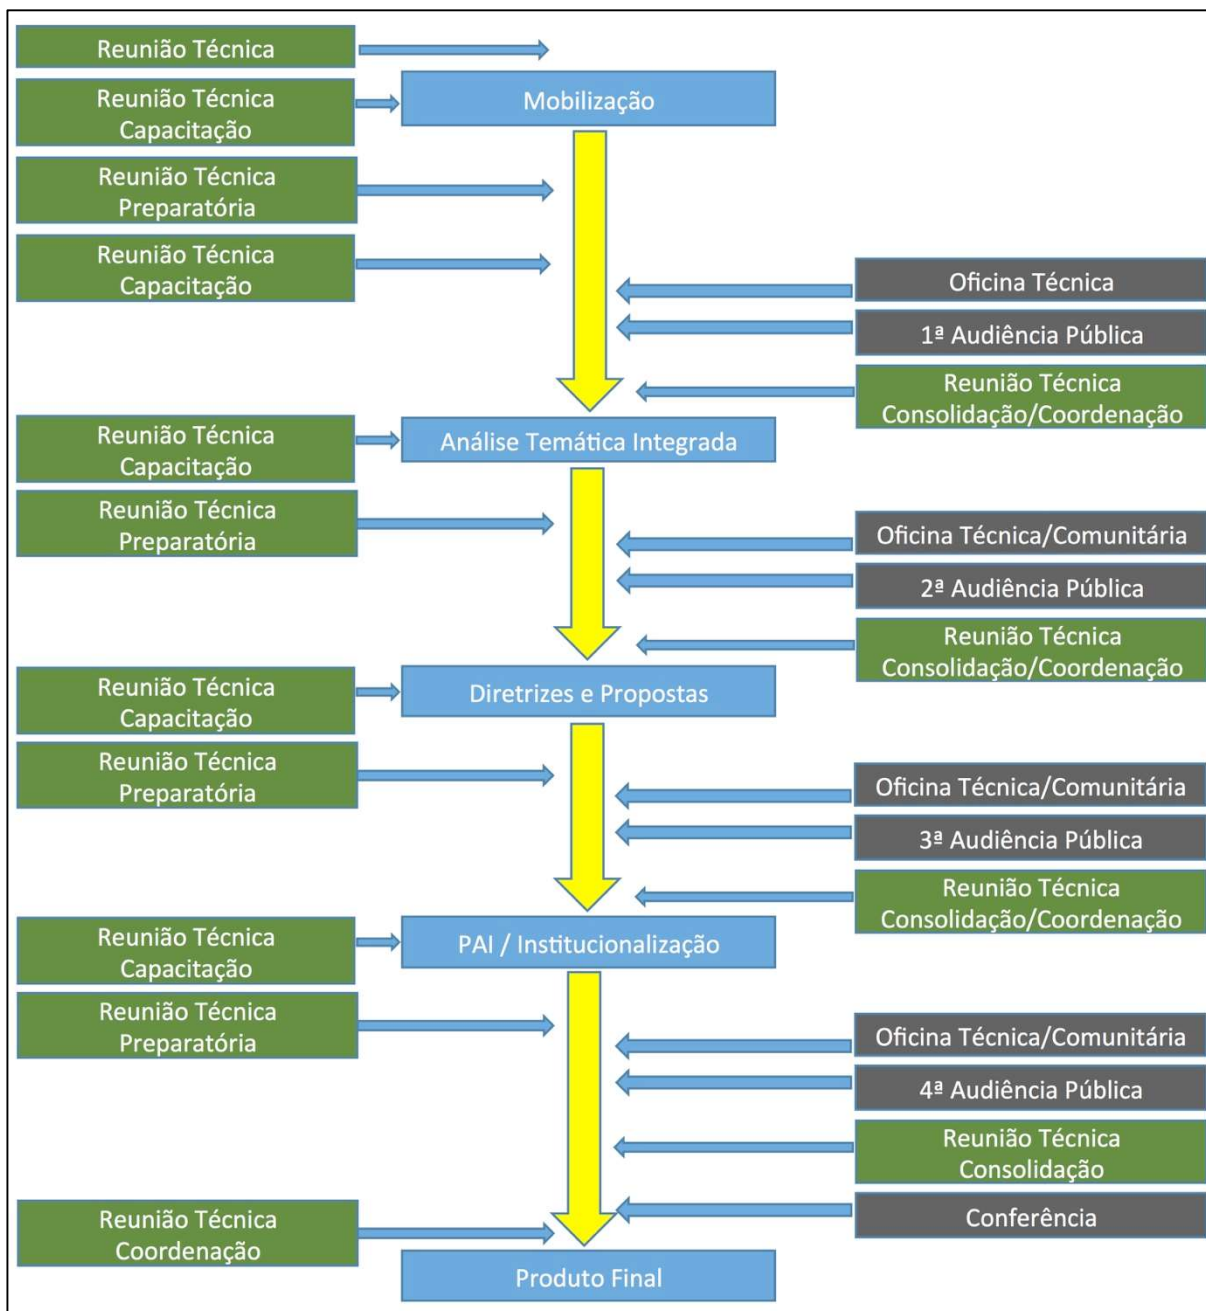 Reunião Técnica
Mobilização
Reunião Técnica
Capacitação
Reunião Técnica
Preparatória
Reunião Técnica
Capacitação
Oficina Técnica
1ª Audiência Pública
Reunião Técnica
Consolidação/Coordenação
Reunião Técnica
Capacitação
Análise Temática Integrada
Reunião Técnica
Preparatória
Oficina Técnica/Comunitária
2ª Audiência Pública
Reunião Técnica
Consolidação/Coordenação
Reunião Técnica
Capacitação
Diretrizes e Propostas
Reunião Técnica
Preparatória
Oficina Técnica/Comunitária
3ª Audiência Pública
Reunião Técnica
Consolidação/Coordenação
Reunião Técnica
Capacitação
PAI / Institucionalização
Reunião Técnica
Preparatória
Oficina Técnica/Comunitária
4ª Audiência Pública
Reunião Técnica
Consolidação
Conferência
Reunião Técnica
Coordenação
Produto Final